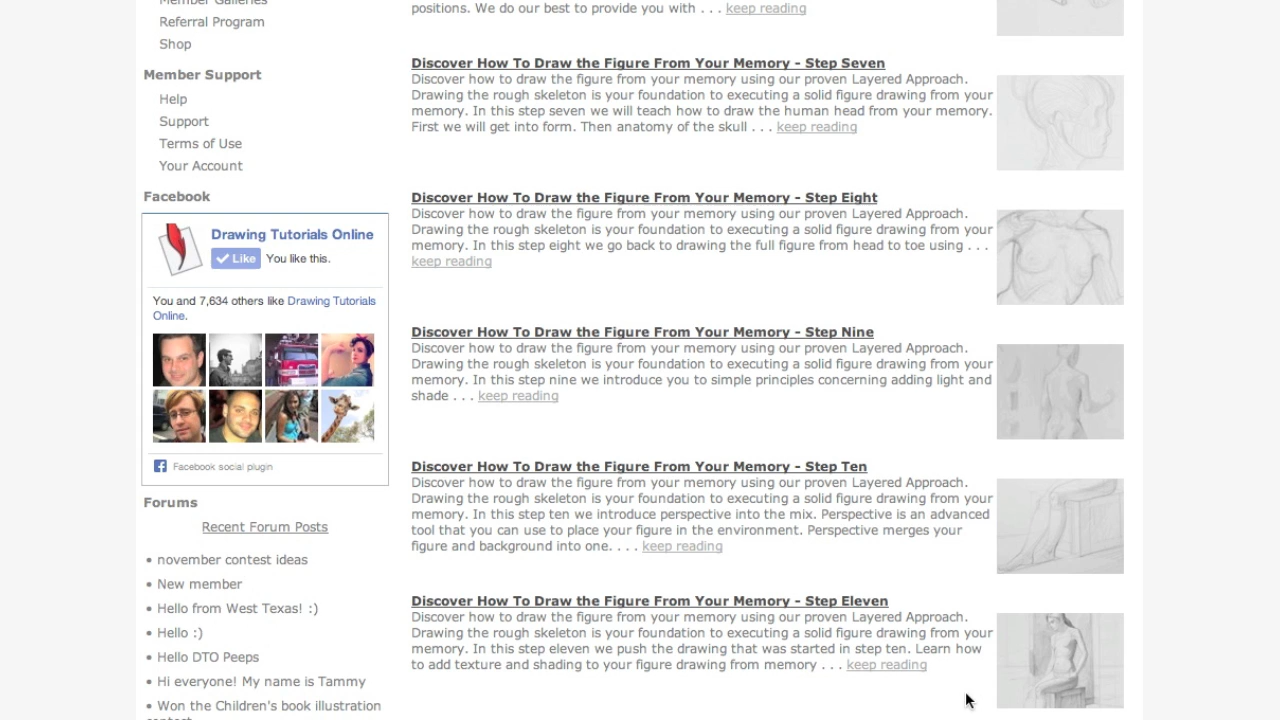 Member Galleries
Referral Program
Shop
Member Support
Help
Support
Terms of Use
Your Account
Facebook
Drawing Tutorials Online
Like You like this.
You and 7,634 others like Drawing Tutorials
Online.
Facebook social plugin
Forums
Recent Forum Posts
• november contest ideas
• New member
• Hello from West Texas! :)
• Hello :)
• Hello DTO Peeps
• Hi everyone! My name is Tammy
• Won the Children's book illustration
contest
positions. We do our best to provide you with . . . keep reading
Discover How To Draw the Figure From Your Memory - Step Seven
Discover how to draw the figure from your memory using our proven Layered Approach.
Drawing the rough skeleton is your foundation to executing a solid figure drawing from your
memory. In this step seven we will teach how to draw the human head from your memory.
First we will get into form. Then anatomy of the skull . . . keep reading
Discover How To Draw the Figure From Your Memory - Step Eight
Discover how to draw the figure from your memory using our proven Layered Approach.
Drawing the rough skeleton is your foundation to executing a solid figure drawing from your
memory. In this step eight we go back to drawing the full figure from head to toe using . . .
keep reading
Discover How To Draw the Figure From Your Memory - Step Nine
Discover how to draw the figure from your memory using our proven Layered Approach.
Drawing the rough skeleton is your foundation to executing a solid figure drawing from your
memory. In this step nine we introduce you to simple principles concerning adding light and
shade . . . keep reading
Discover How To Draw the Figure From Your Memory - Step Ten
Discover how to draw the figure from your memory using our proven Layered Approach.
Drawing the rough skeleton is your foundation to executing a solid figure drawing from your
memory. In this step ten we introduce perspective into the mix. Perspective is an advanced
tool that you can use to place your figure in the environment. Perspective merges your
figure and background into one. . . . keep reading
Discover How To Draw the Figure From Your Memory - Step Eleven
Discover how to draw the figure from your memory using our proven Layered Approach.
Drawing the rough skeleton is your foundation to executing a solid figure drawing from your
memory. In this step eleven we push the drawing that was started in step ten. Learn how
to add texture and shading to your figure drawing from memory . . . keep reading